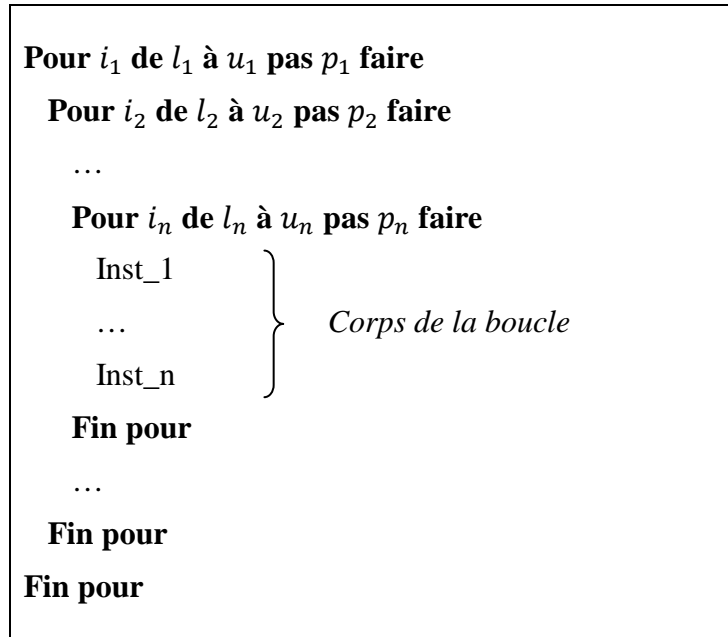 Pour i₁ de l₁ à u₁ pas p₁ faire
Pour i₂ de l₂ à u₂ pas p₂ faire
…
Pour iₙ de lₙ à uₙ pas pₙ faire
Inst_1
… Corps de la boucle
Inst_n
Fin pour
…
Fin pour
Fin pour